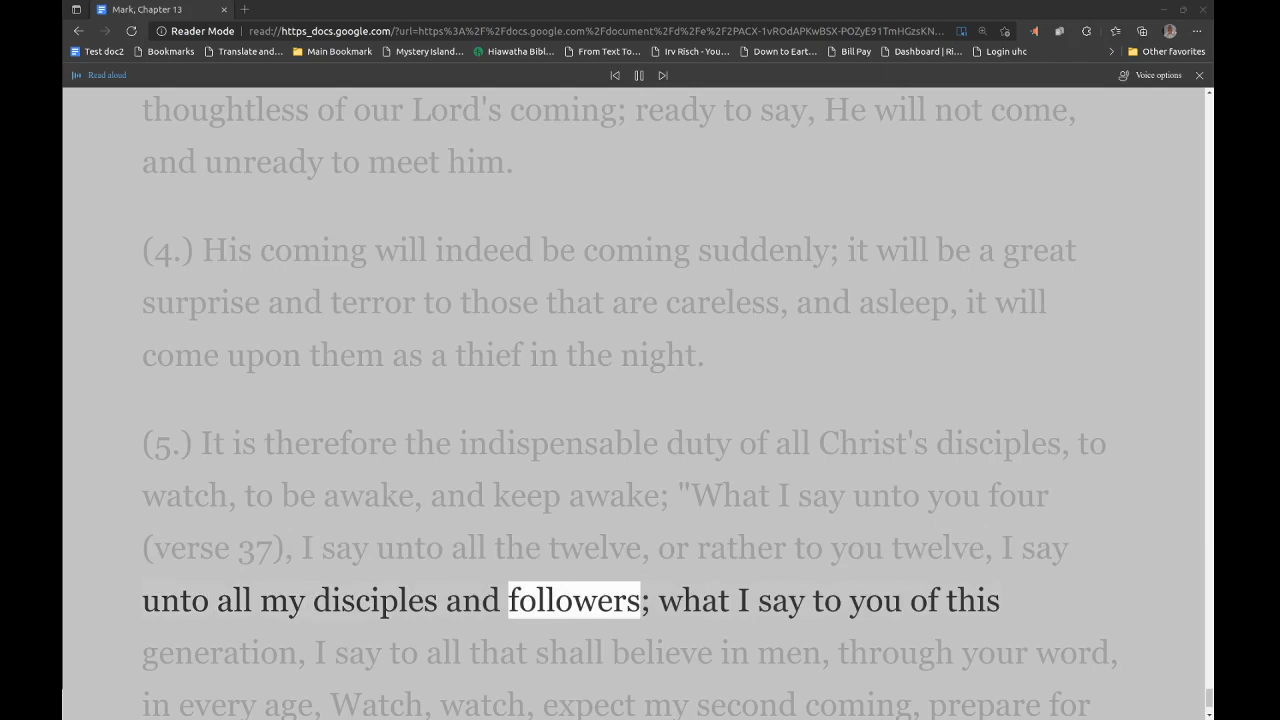 Mark, Chapter 13
Reader Mode
read://https_docs.google.com/?url=https%3A%2F%2Fdocs.google.com%2Fdocument%2Fd%2Fe%2F2PACX-1vROdAPKwBSX-POZyE91TmHGzsKN...
Test doc2
Bookmarks
Translate and...
Main Bookmark
Mystery Island...
Hiawatha Bibl...
From Text To...
Irv Risch - You...
Down to Eart...
Bill Pay
Dashboard | Ri...
Login uhc
Other favorites
Read aloud
Voice options
thoughtless of our Lord's coming; ready to say, He will not come,
and unready to meet him.
(4.) His coming will indeed be coming suddenly; it will be a great
surprise and terror to those that are careless, and asleep, it will
come upon them as a thief in the night.
(5.) It is therefore the indispensable duty of all Christ's disciples, to
watch, to be awake, and keep awake; "What I say unto you four
(verse 37), I say unto all the twelve, or rather to you twelve, I say
unto all my disciples and followers; what I say to you of this
generation, I say to all that shall believe in men, through your word,
in every age, Watch, watch, expect my second coming, prepare for